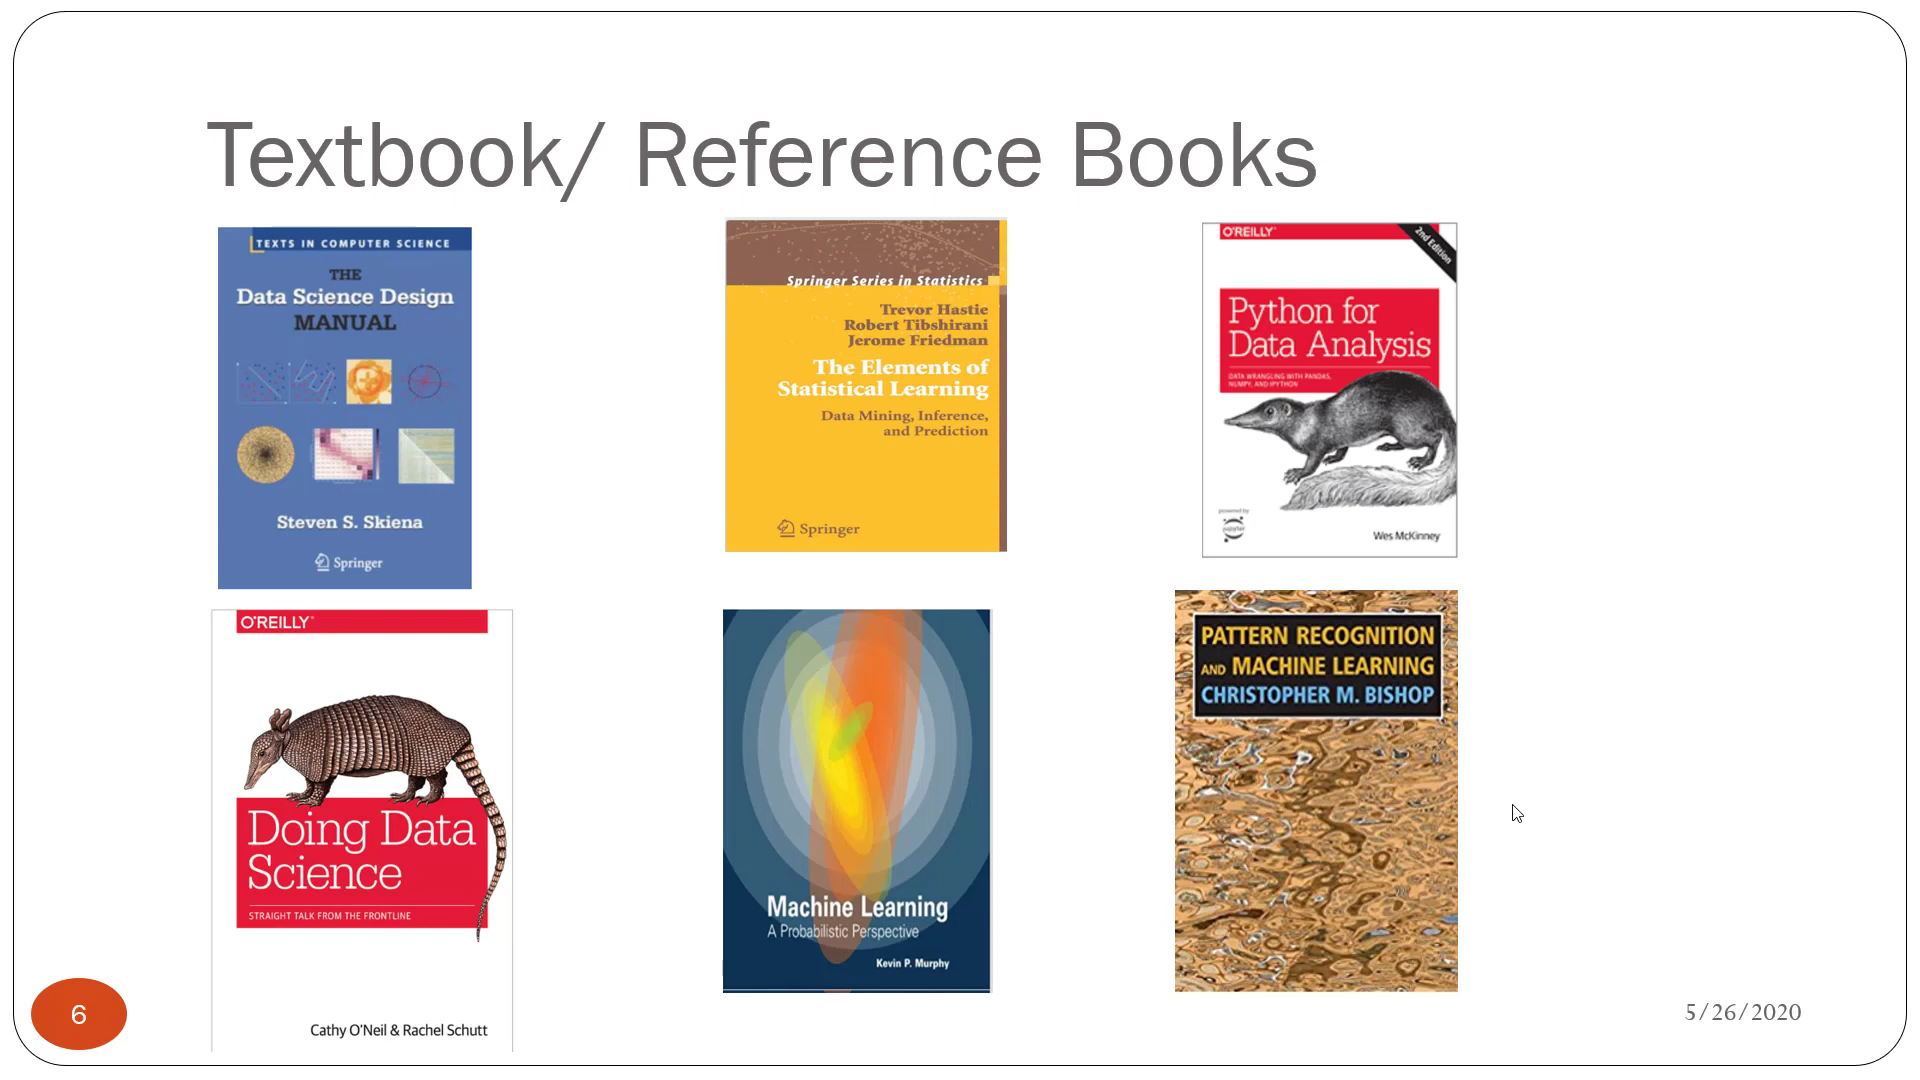 Textbook/ Reference Books
TEXTS IN COMPUTER SCIENCE
THE
Data Science Design
MANUAL
Steven S. Skiena
Springer
Springer Series in Statistics
Trevor Hastie
Robert Tibshirani
Jerome Friedman
The Elements of
Statistical Learning
Data Mining, Inference,
and Prediction
Springer
O'REILLY®
2nd Edition
Python for
Data Analysis
DATA WRANGLING WITH PANDAS,
NUMPY, AND IPYTHON
powered by
jupyter
Wes McKinney
O'REILLY®
Doing Data
Science
STRAIGHT TALK FROM THE FRONTLINE
Cathy O'Neil & Rachel Schutt
Machine Learning
A Probabilistic Perspective
Kevin P. Murphy
PATTERN RECOGNITION
AND MACHINE LEARNING
CHRISTOPHER M. BISHOP
6
5/26/2020